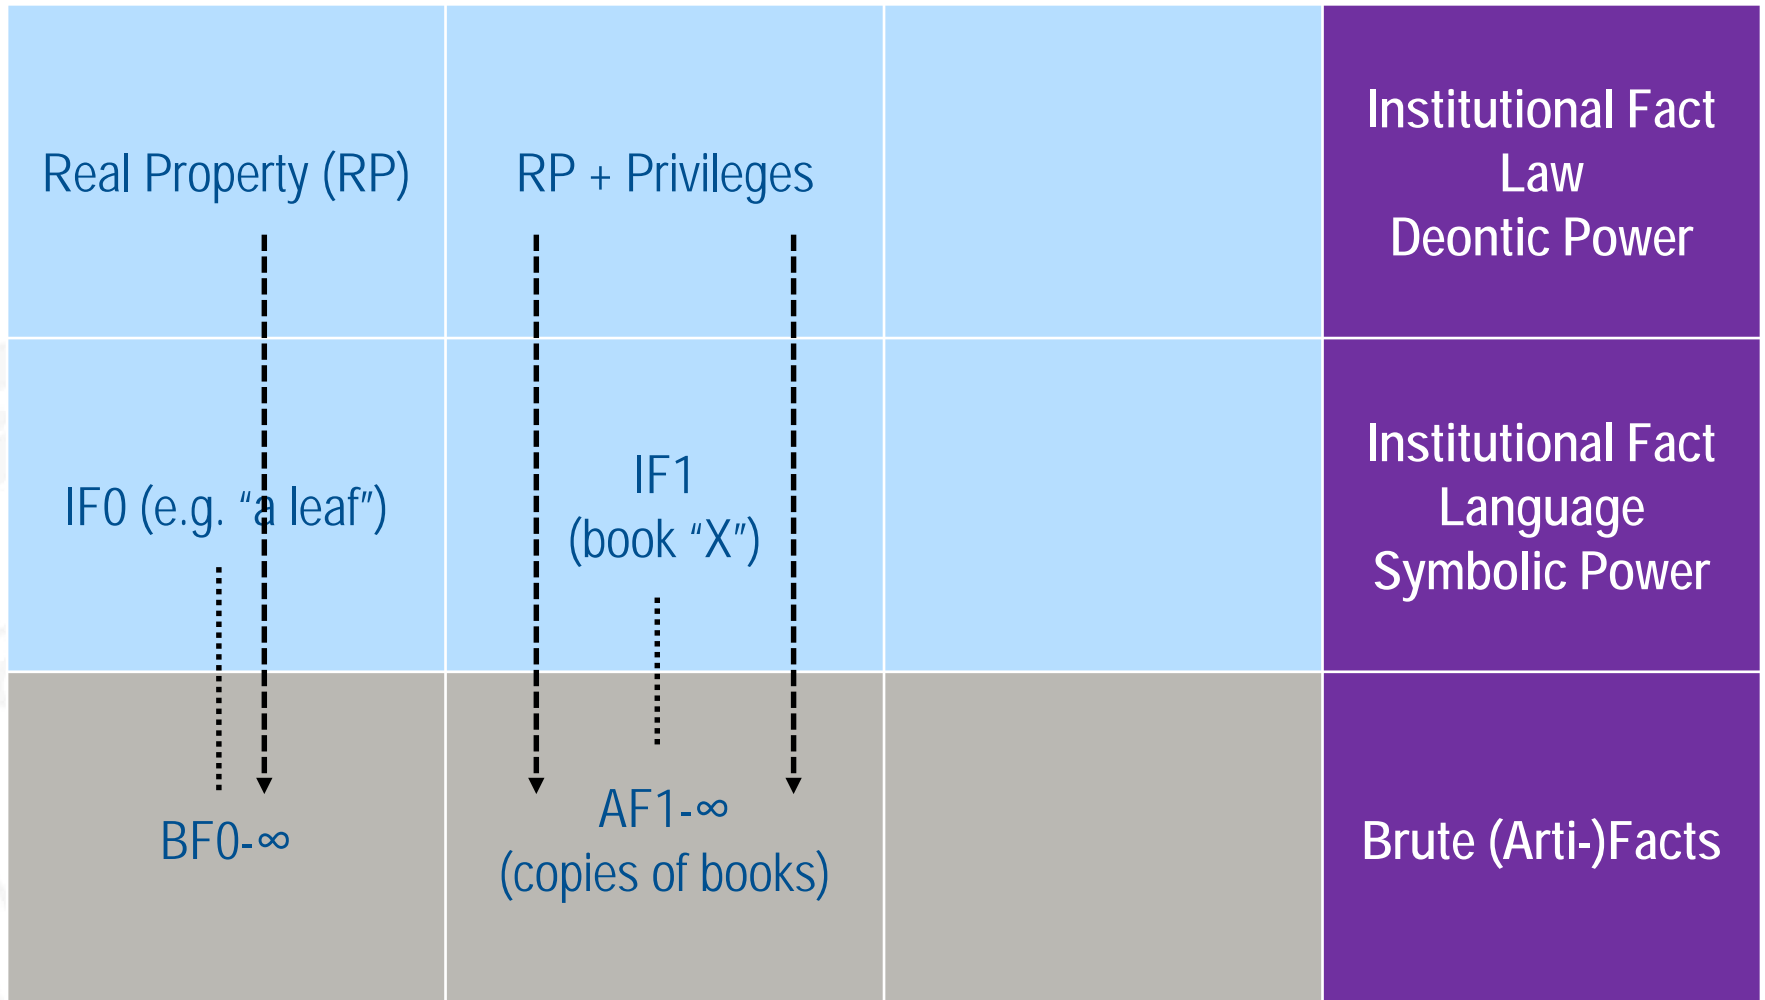 Real Property (RP)
RP + Privileges
Institutional Fact
Law
Deontic Power
IF0 (e.g. “a leaf”)
IF1
(book “X”)
Institutional Fact
Language
Symbolic Power
BF0-∞
AF1-∞
(copies of books)
Brute (Arti-)Facts